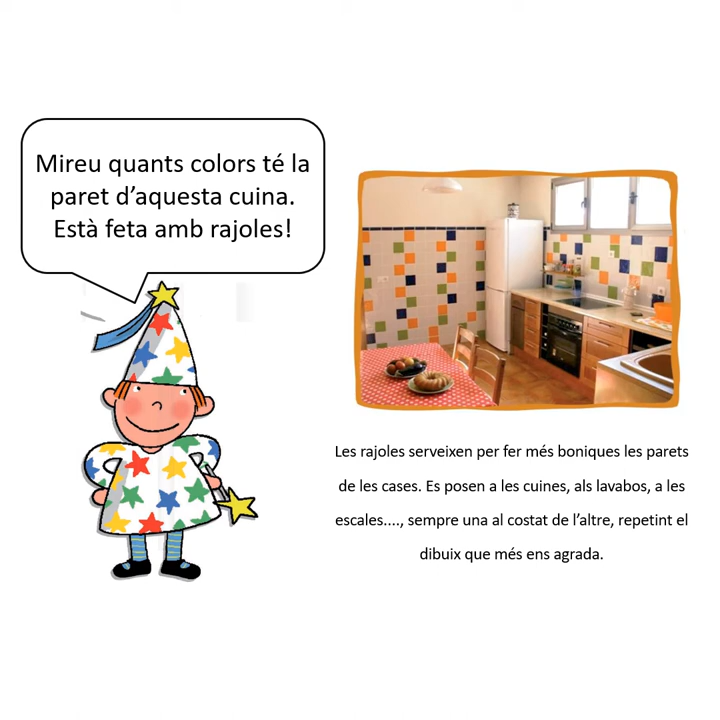 Mireu quants colors té la
paret d’aquesta cuina.
Està feta amb rajoles!
Les rajoles serveixen per fer més boniques les parets
de les cases. Es posen a les cuines, als lavabos, a les
escales...., sempre una al costat de l’altre, repetint el
dibuix que més ens agrada.